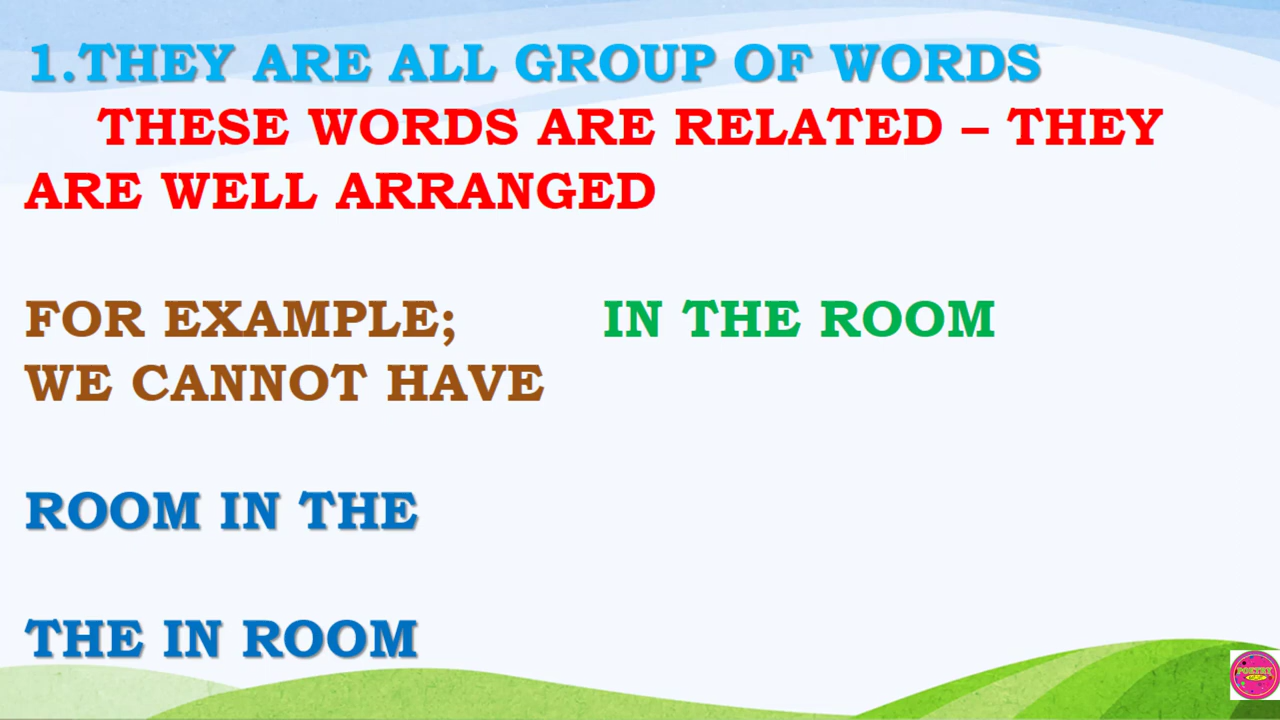 1.THEY ARE ALL GROUP OF WORDS
THESE WORDS ARE RELATED – THEY
ARE WELL ARRANGED
FOR EXAMPLE; IN THE ROOM
WE CANNOT HAVE
ROOM IN THE
THE IN ROOM
POETRY